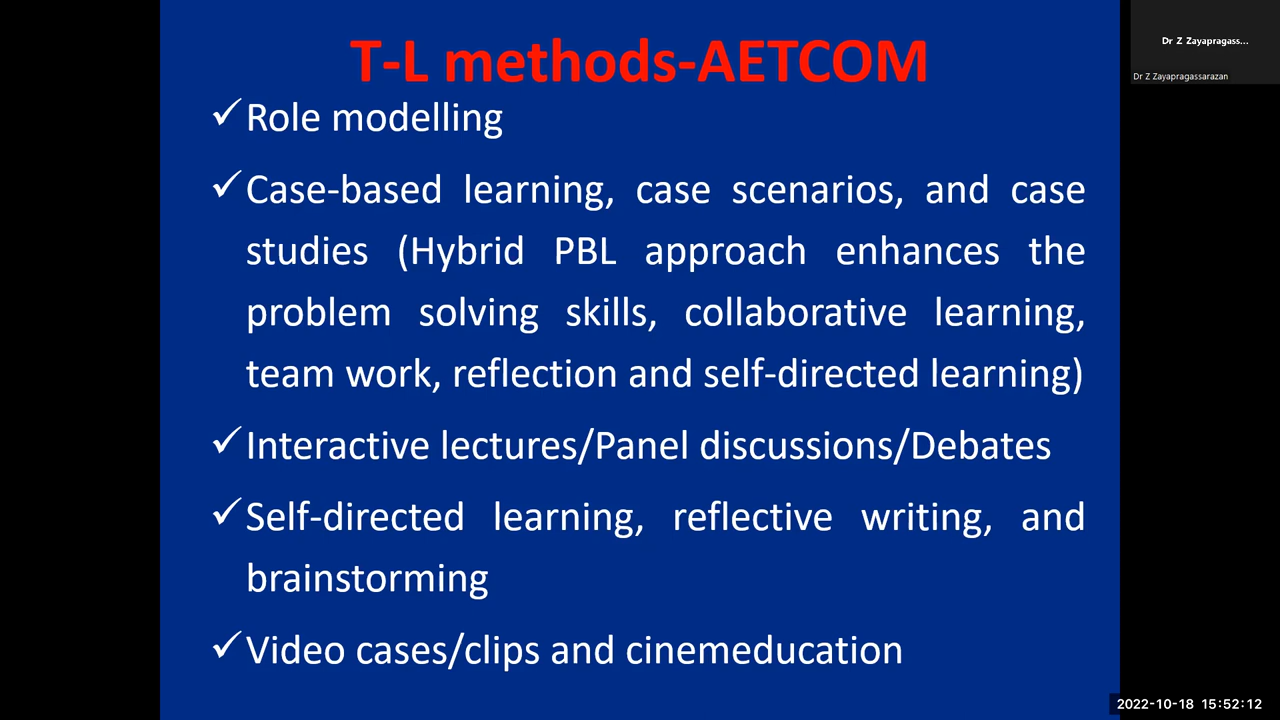 T-L methods-AETCOM
✓Role modelling
✓Case-based learning, case scenarios, and case
studies (Hybrid PBL approach enhances the
problem solving skills, collaborative learning,
team work, reflection and self-directed learning)
✓Interactive lectures/Panel discussions/Debates
✓Self-directed learning, reflective writing, and
brainstorming
✓Video cases/clips and cinemeducation
Dr Z Zayapragass...
Dr Z Zayapragassarazan
2022-10-18 15:52:12